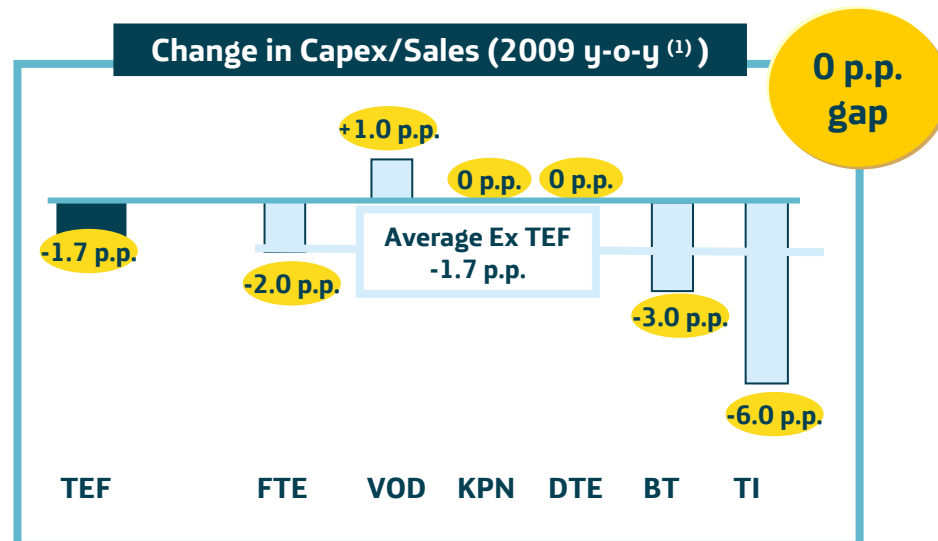 Change in Capex/Sales (2009 y-o-y (1) )
0 p.p.
gap
+1.0 p.p.
0 p.p.
0 p.p.
-1.7 p.p.
Average Ex TEF
-1.7 p.p.
-2.0 p.p.
-3.0 p.p.
-6.0 p.p.
TEF
FTE
VOD
KPN
DTE
BT
TI